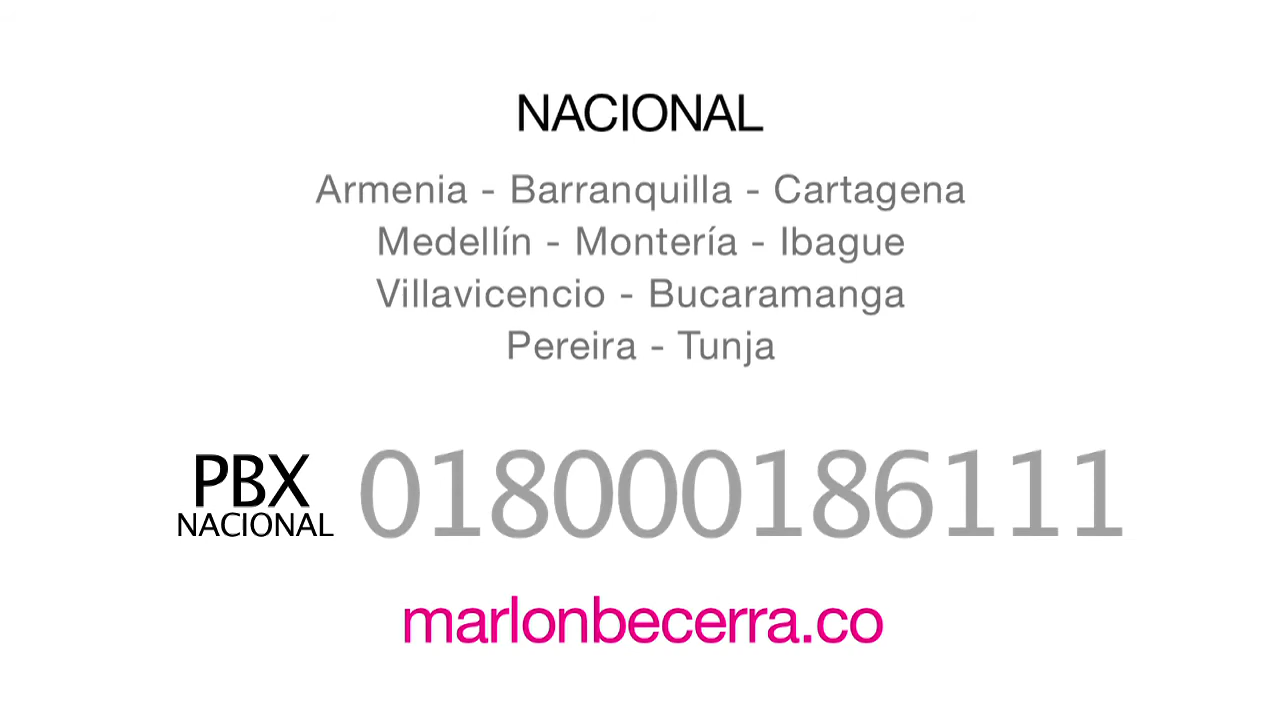 NACIONAL
Armenia - Barranquilla - Cartagena
Medellín - Montería - Ibague
Villavicencio - Bucaramanga
Pereira - Tunja
PBX NACIONAL 018000186111
marlonbecerra.co